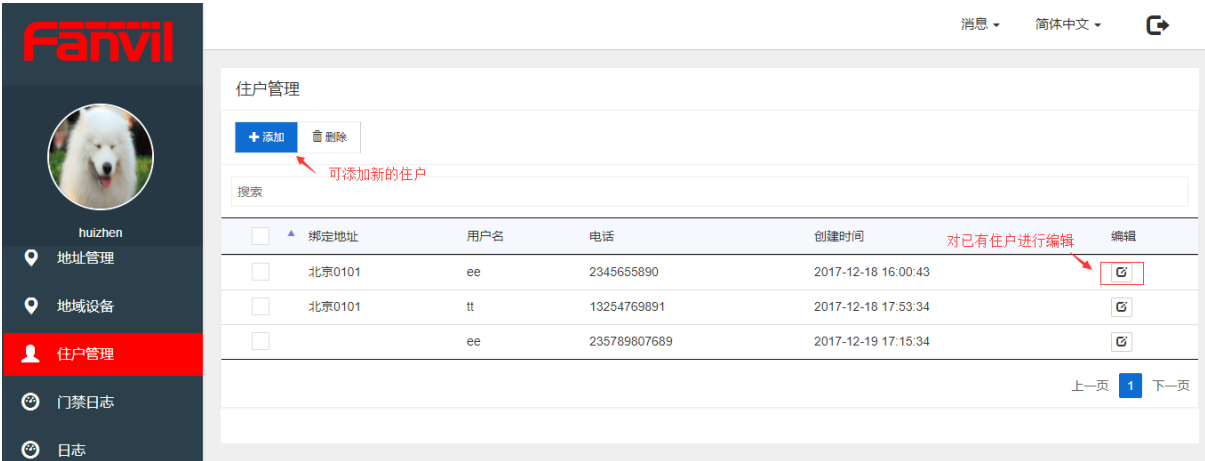 Fanvil
消息
简体中文
住户管理
添加
删除
可添加新的住户
搜索
huizhen
绑定地址 用户名 电话 创建时间 对已有住户进行编辑 编辑
地址管理
北京0101 ee 2345655890 2017-12-18 16:00:43
地域设备
北京0101 tt 13254769891 2017-12-18 17:53:34
住户管理
ee 235789807689 2017-12-19 17:15:34
上一页 1 下一页
门禁日志
日志